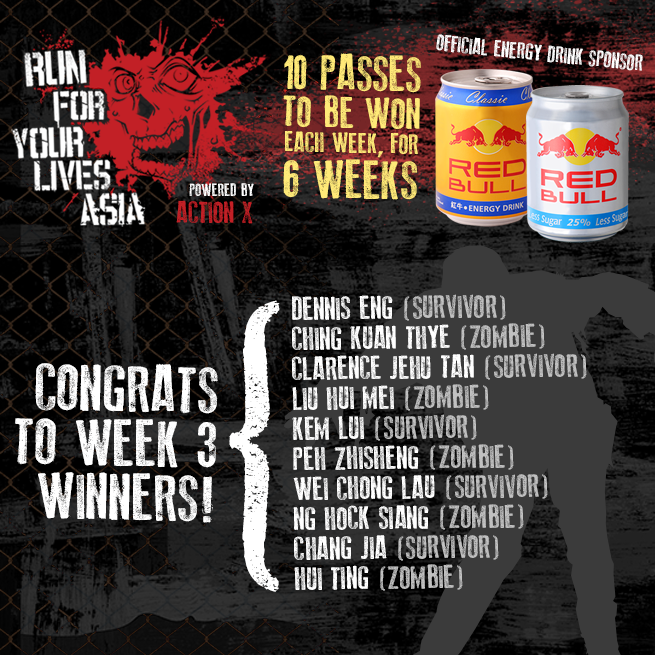 RUN
FOR
YOUR
LIVES
ASIA
POWERED BY
ACTION X
10 PASSES
TO BE WON
EACH WEEK, FOR
6 WEEKS
OFFICIAL ENERGY DRINK SPONSOR
Classic
RED
BULL
紅牛 • ENERGY DRINK
RED
BULL
ess Sugar 25% Less Sugar
CONGRATS
TO WEEK 3
WINNERS!
DENNIS ENG (SURVIVOR)
CHING KUAN THYE (ZOMBIE)
CLARENCE JEHU TAN (SURVIVOR)
LIU HUI MEI (ZOMBIE)
KEM LUI (SURVIVOR)
PEH ZHISHENG (ZOMBIE)
WEI CHONG LAU (SURVIVOR)
NG HOCK SIANG (ZOMBIE)
CHANG JIA (SURVIVOR)
HUI TING (ZOMBIE)